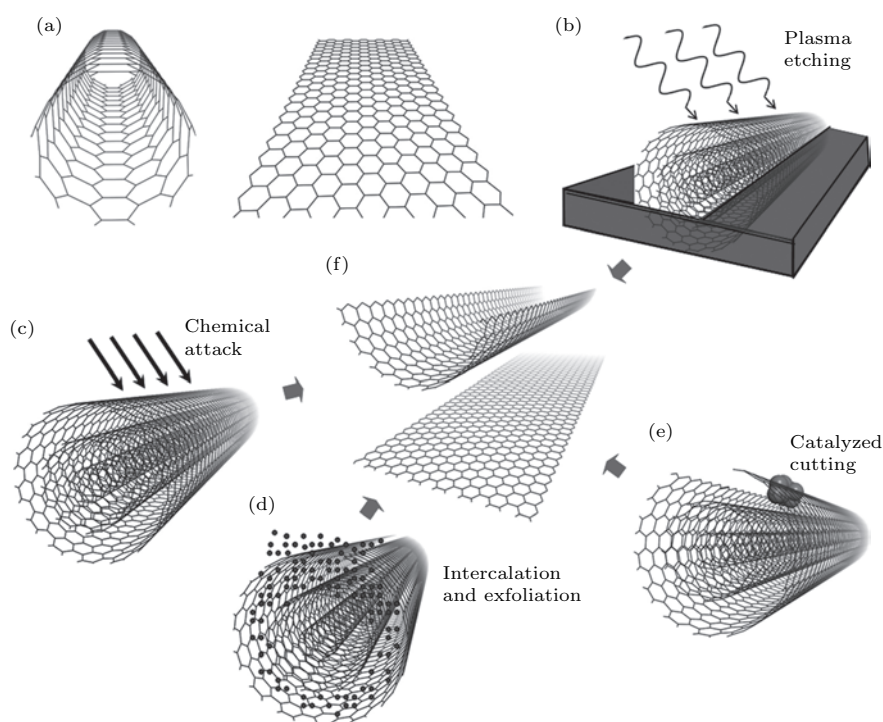 (a)
(b)
Plasma
etching
(f)
(c)
Chemical
attack
(e)
Catalyzed
cutting
(d)
Intercalation
and exfoliation